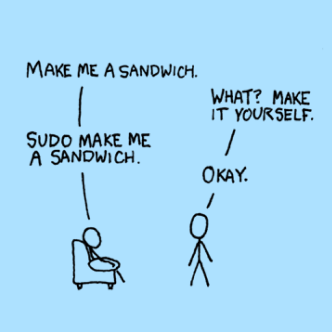 MAKE ME A SANDWICH.
WHAT? MAKE
IT YOURSELF.
SUDO MAKE ME
A SANDWICH.
OKAY.